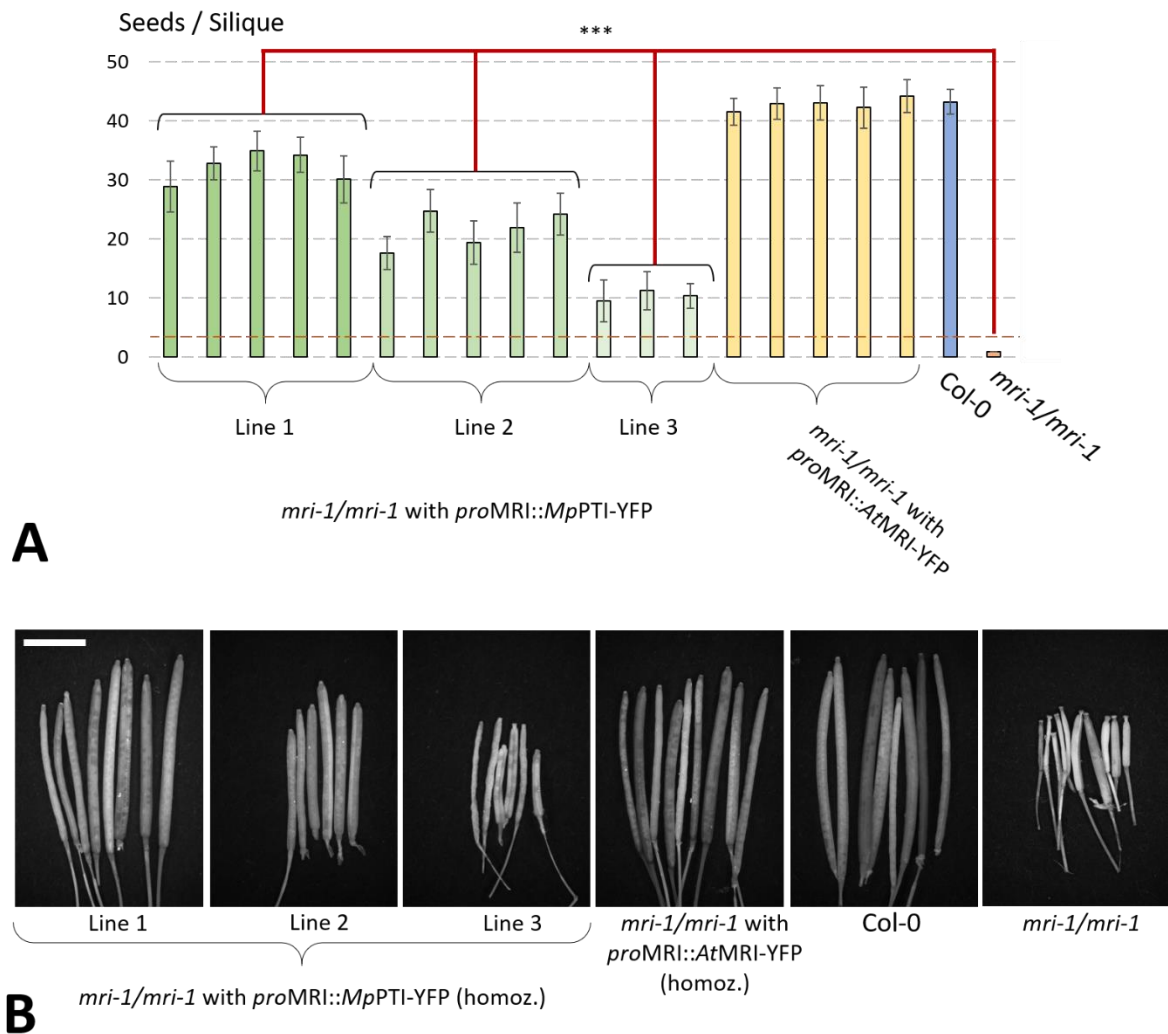 Seeds / Silique
***
50
40
30
20
10
0
Line 1
Line 2
Line 3
mri-1/mri-1 with
proMRI::AtMRI-YFP
Col-0
mri-1/mri-1
mri-1/mri-1 with proMRI::MpPTI-YFP
A
Line 1
Line 2
Line 3
mri-1/mri-1 with
proMRI::AtMRI-YFP
(homoz.)
Col-0
mri-1/mri-1
mri-1/mri-1 with proMRI::MpPTI-YFP (homoz.)
B